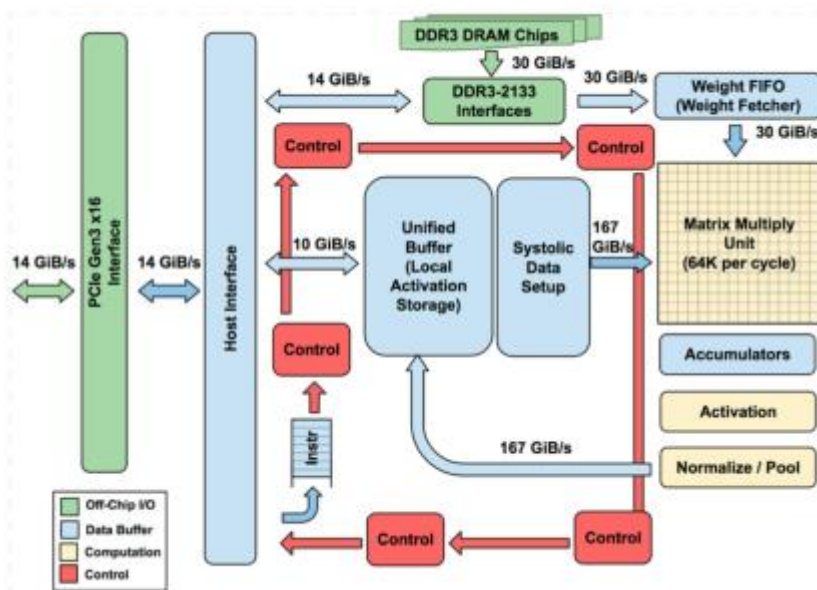 DDR3 DRAM Chips
30 GiB/s
14 GiB/s
30 GiB/s
DDR3-2133
Interfaces
Weight FIFO
(Weight Fetcher)
30 GiB/s
Control
Control
PCIe Gen3 x16
Interface
14 GiB/s
14 GiB/s
Host Interface
10 GiB/s
Unified
Buffer
(Local
Activation
Storage)
Systolic
Data
Setup
167
GiB/s
Matrix Multiply
Unit
(64K per cycle)
Control
Accumulators
Activation
Instr
167 GiB/s
Normalize / Pool
Off-Chip I/O
Data Buffer
Computation
Control
Control
Control